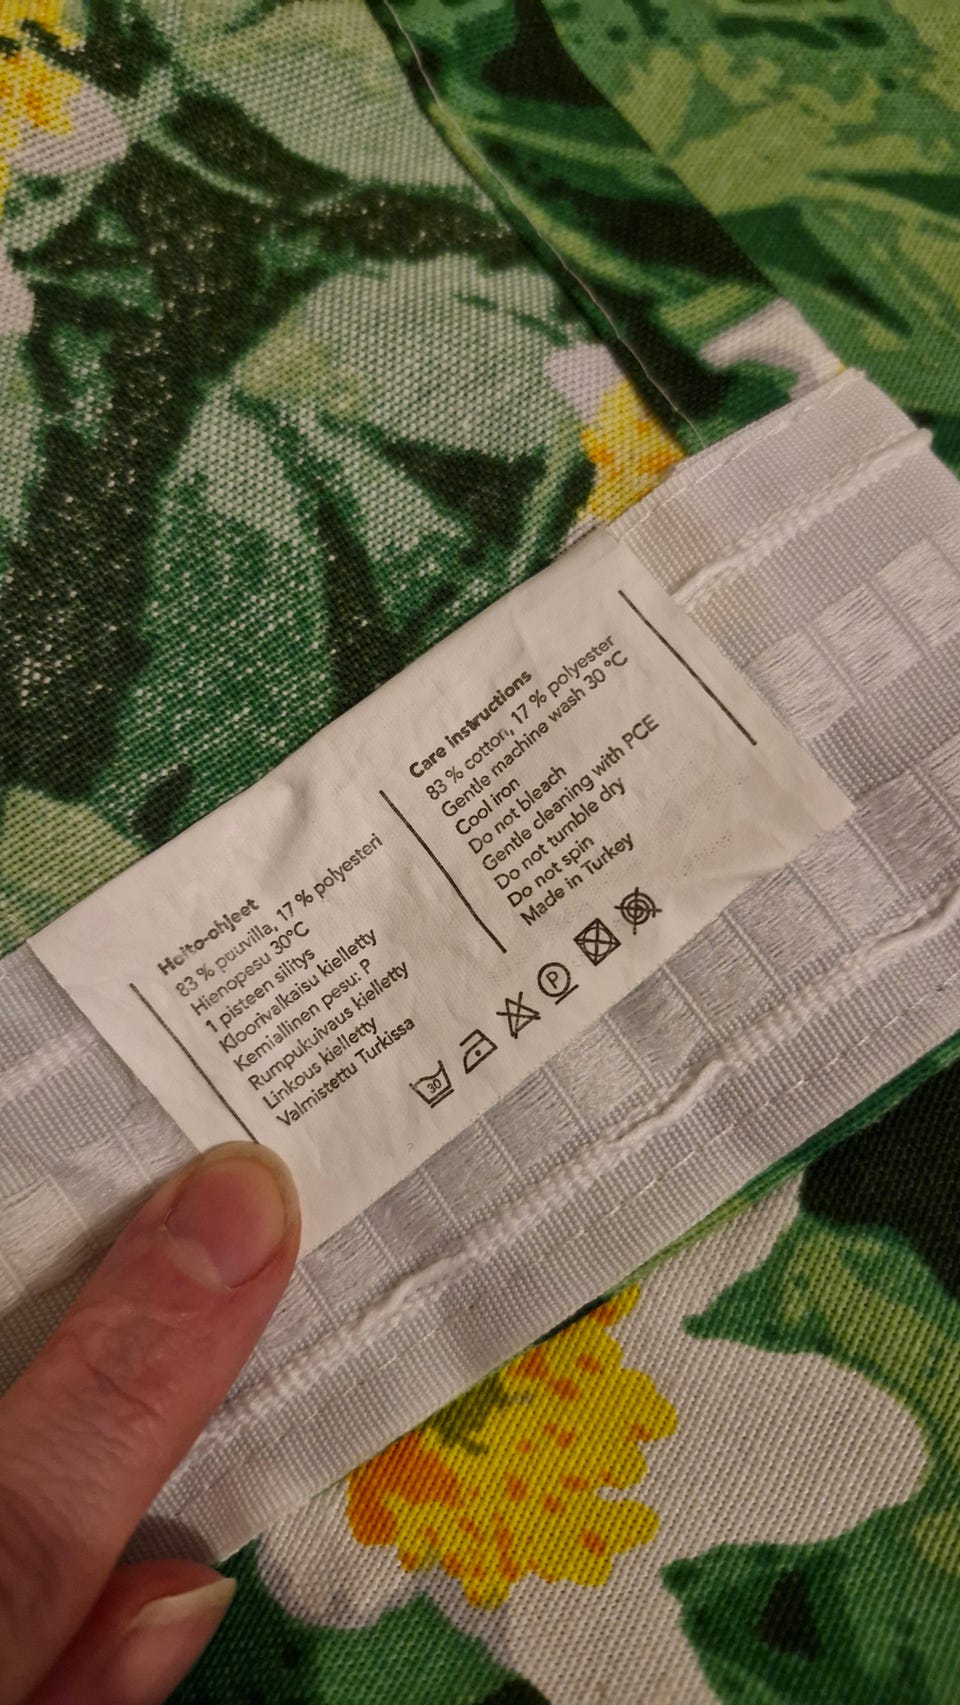 Hoito-ohjeet
83 % puuvilla, 17 % polyesteri
Hienopesu 30°C
1 pisteen silitys
Kloorivalkaisu kielletty
Kemiallinen pesu: P
Rumpukuivaus kielletty
Linkous kielletty
Valmistettu Turkissa
Care instructions
83 % cotton, 17 % polyester
Gentle machine wash 30 °C
Cool iron
Do not bleach
Gentle cleaning with PCE
Do not tumble dry
Do not spin
Made in Turkey
30
P